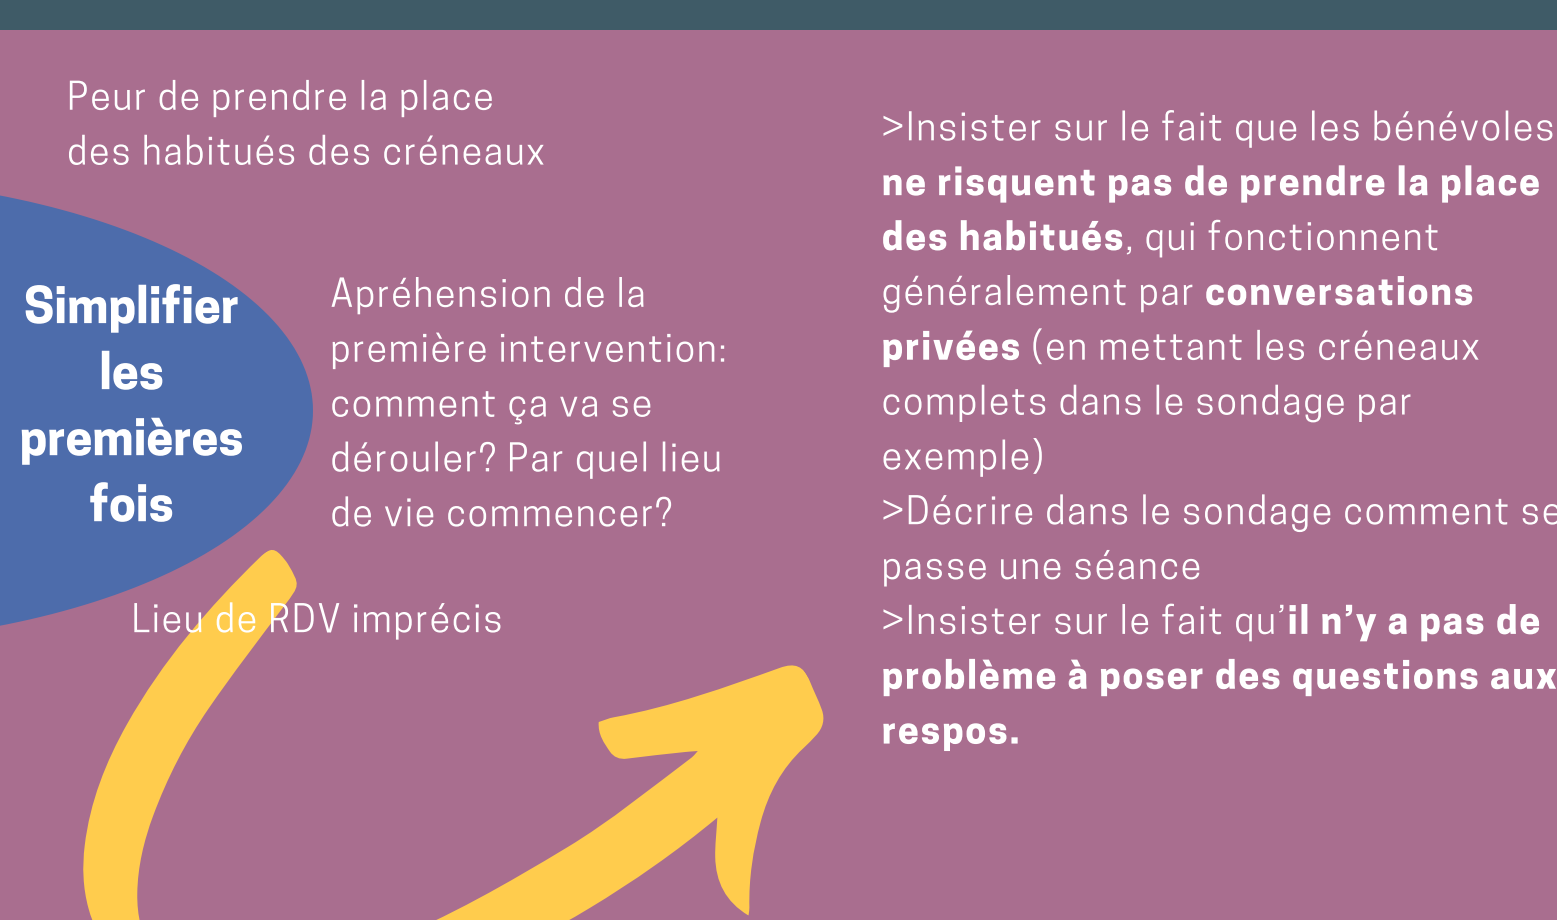 Peur de prendre la place
des habitués des créneaux
Simplifier
les
premières
fois
Apréhension de la
première intervention:
comment ça va se
dérouler? Par quel lieu
de vie commencer?
Lieu de RDV imprécis
>Insister sur le fait que les bénévoles
ne risquent pas de prendre la place
des habitués, qui fonctionnent
généralement par conversations
privées (en mettant les créneaux
complets dans le sondage par
exemple)
>Décrire dans le sondage comment se
passe une séance
>Insister sur le fait qu’il n’y a pas de
problème à poser des questions aux
respos.